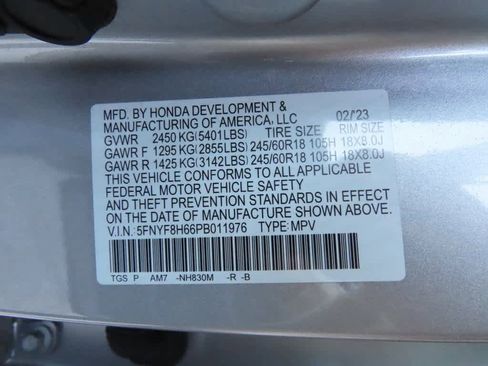 MFD. BY HONDA DEVELOPMENT &
MANUFACTURING OF AMERICA, LLC 02/'23
GVWR 2450 KG(5401LBS) TIRE SIZE RIM SIZE
GAWR F 1295 KG(2855LBS) 245/60R18 105H 18X8.0J
GAWR R 1425 KG(3142LBS) 245/60R18 105H 18X8.0J
THIS VEHICLE CONFORMS TO ALL APPLICABLE
FEDERAL MOTOR VEHICLE SAFETY
AND THEFT PREVENTION STANDARDS IN EFFECT
ON THE DATE OF MANUFACTURE SHOWN ABOVE.
V.I.N.: 5FNYF8H66PB011976 TYPE: MPV
TGS P AM7 -NH830M -R -B